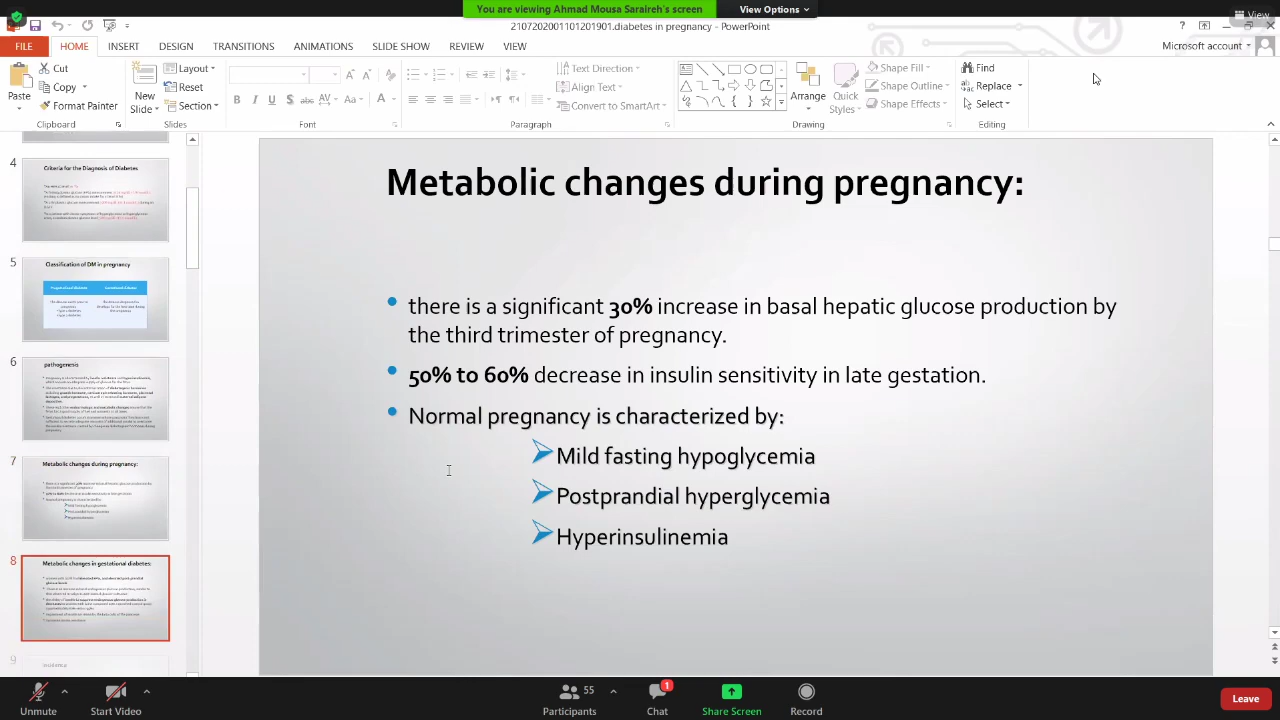 You are viewing Ahmad Mousa Saraireh's screen
View Options
View
2107202001101201901.diabetes in pregnancy - PowerPoint
FILE HOME INSERT DESIGN TRANSITIONS ANIMATIONS SLIDE SHOW REVIEW VIEW
Microsoft account
Paste
Cut
Copy
Format Painter
Clipboard
New
Slide
Layout
Reset
Section
Slides
Font
Text Direction
Align Text
Convert to SmartArt
Paragraph
Arrange
Quick
Styles
Shape Fill
Shape Outline
Shape Effects
Drawing
Find
Replace
Select
Editing
4
Criteria for the Diagnosis of Diabetes
5
Classification of DM in pregnancy
6
pathogenesis
7
Metabolic changes during pregnancy:
8
Metabolic changes in gestational diabetes:
9
Incidence
Metabolic changes during pregnancy:
there is a significant 30% increase in basal hepatic glucose production by
the third trimester of pregnancy.
50% to 60% decrease in insulin sensitivity in late gestation.
Normal pregnancy is characterized by:
Mild fasting hypoglycemia
Postprandial hyperglycemia
Hyperinsulinemia
Unmute
Start Video
55
Participants
1
Chat
Share Screen
Record
Leave